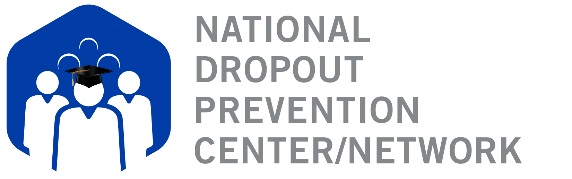 NATIONAL
DROPOUT
PREVENTION
CENTER/NETWORK